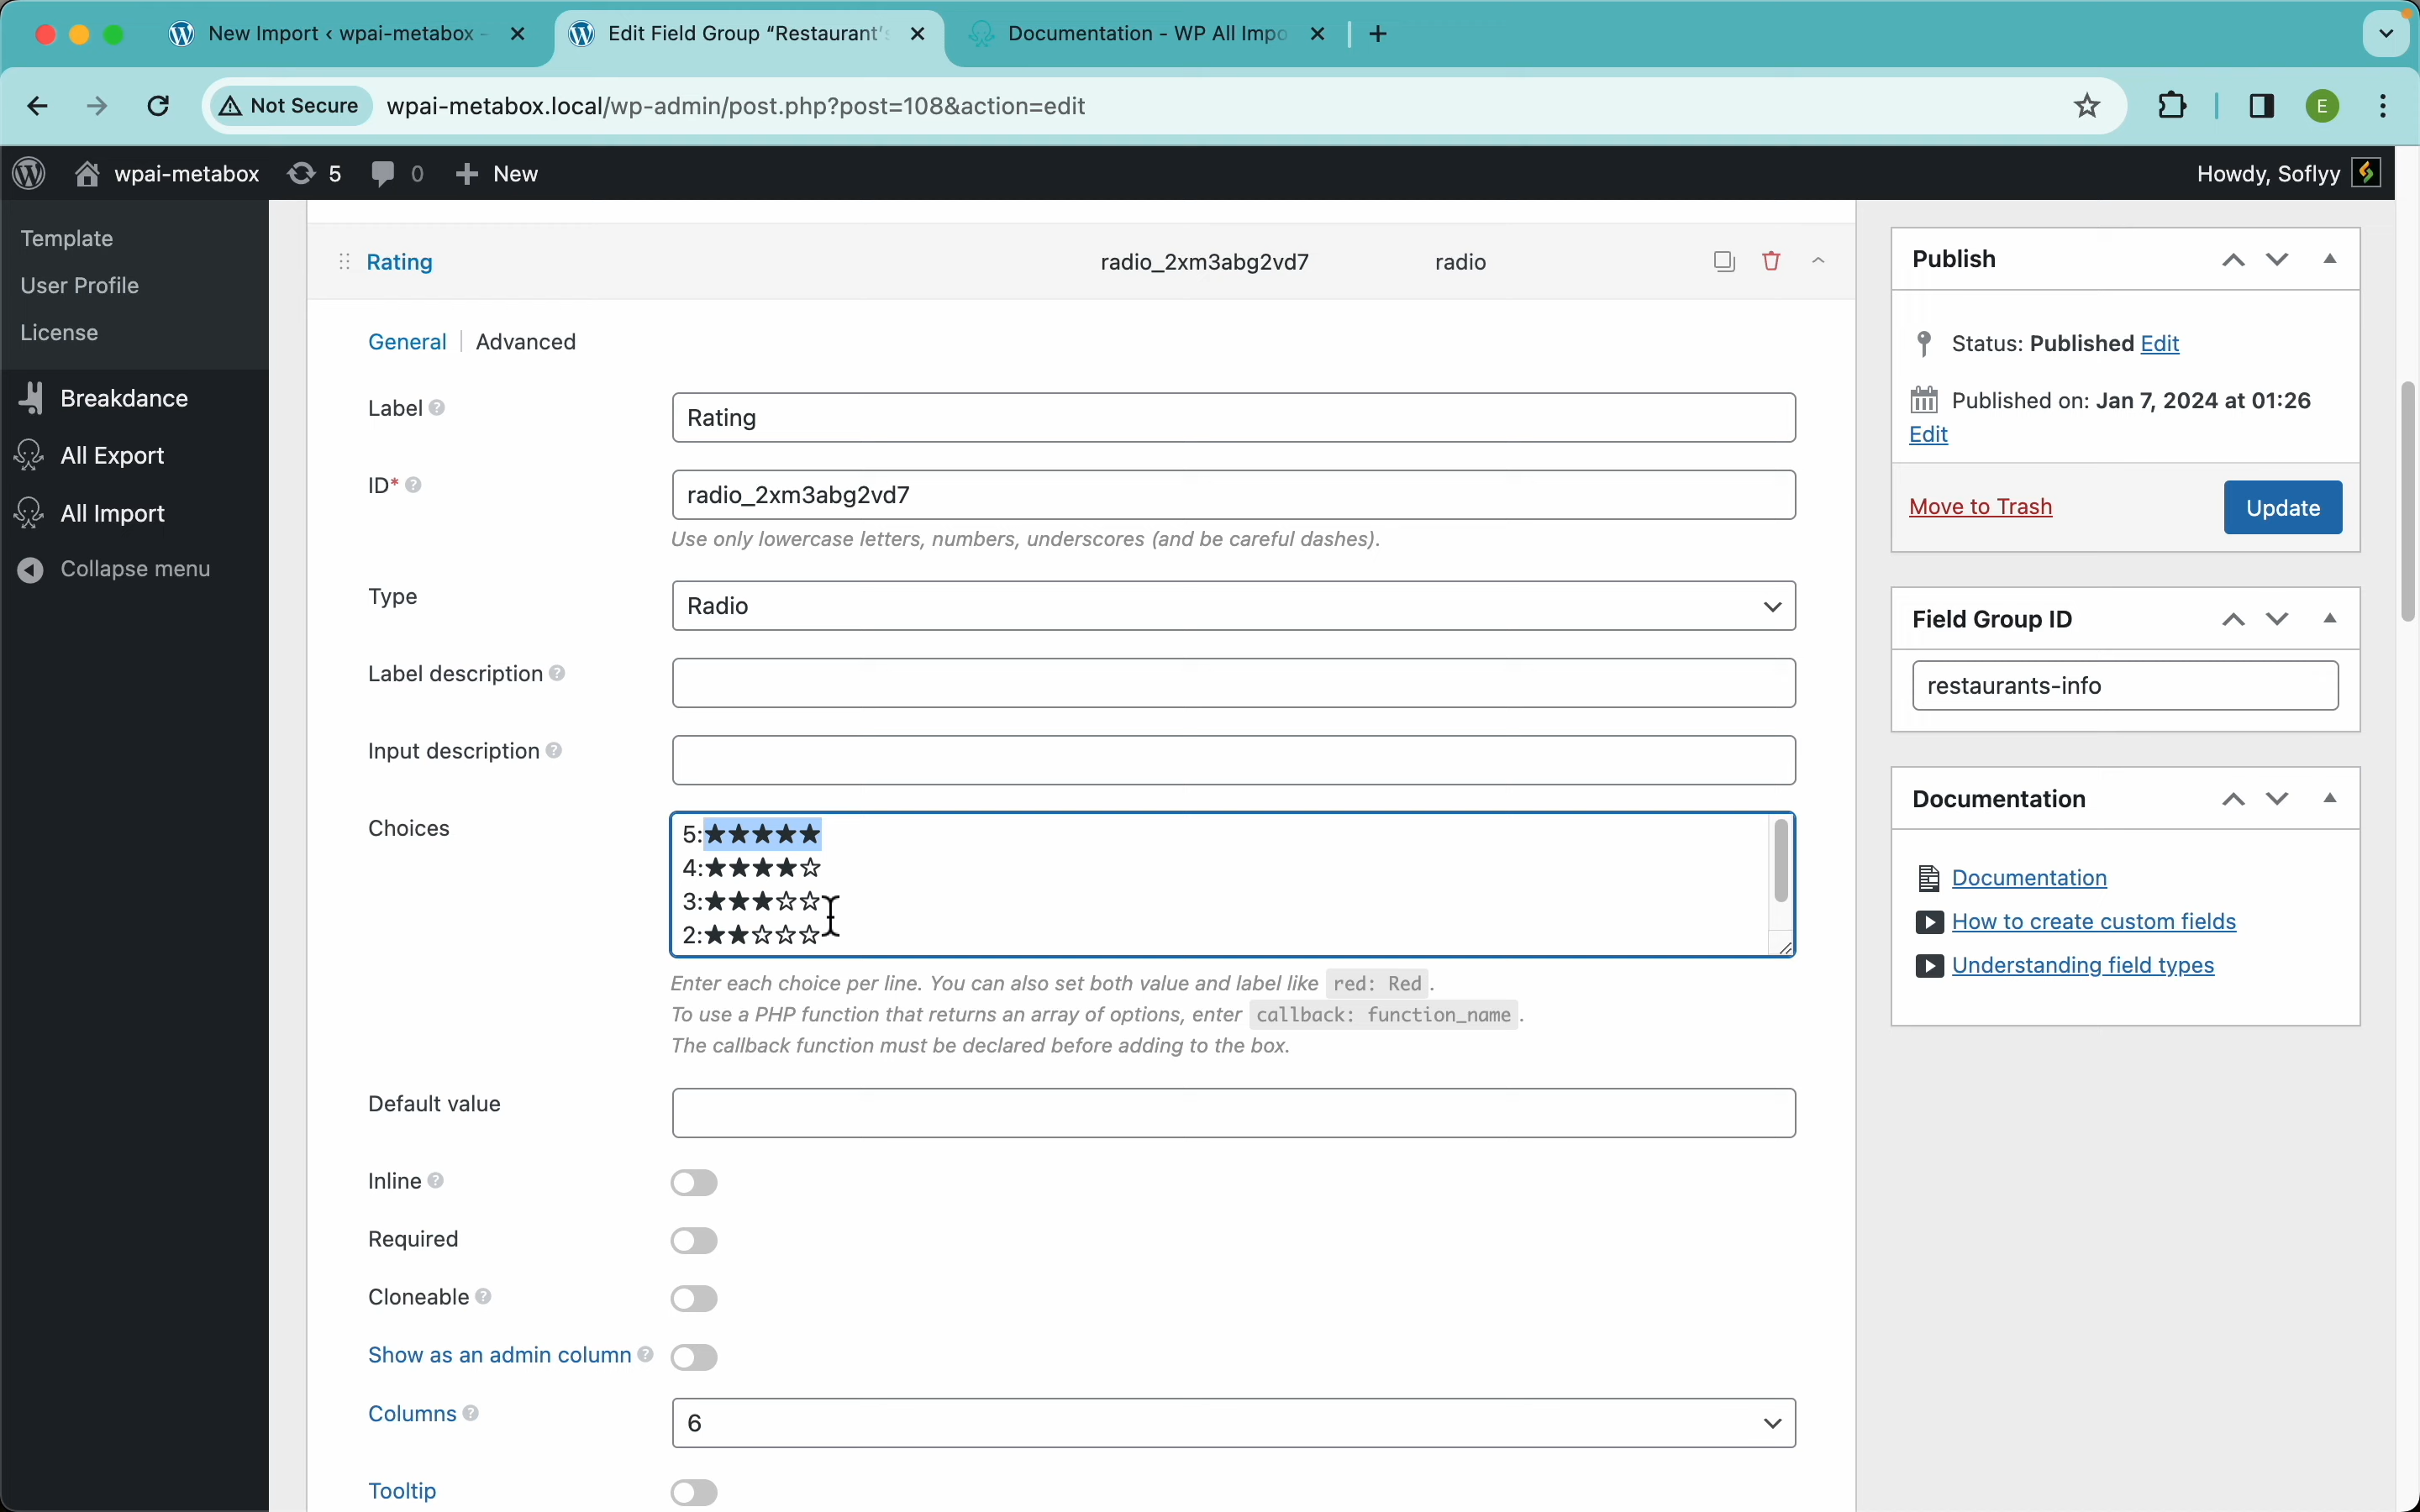 New Import ‹ wpai-metabox -
Edit Field Group “Restaurant’s
Documentation - WP All Impo
Not Secure
wpai-metabox.local/wp-admin/post.php?post=108&action=edit
E
wpai-metabox
5
0
New
Howdy, Soflyy
Template
User Profile
License
Breakdance
All Export
All Import
Collapse menu
Rating
radio_2xm3abg2vd7
radio
General | Advanced
Label
Rating
ID*
radio_2xm3abg2vd7
Use only lowercase letters, numbers, underscores (and be careful dashes).
Type
Radio
Label description
Input description
Choices
5:★★★★★
4:★★★★☆
3:★★★☆☆
2:★★☆☆☆
Enter each choice per line. You can also set both value and label like red: Red.
To use a PHP function that returns an array of options, enter callback: function_name.
The callback function must be declared before adding to the box.
Default value
Inline
Required
Cloneable
Show as an admin column
Columns
6
Tooltip
Publish
Status: Published Edit
Published on: Jan 7, 2024 at 01:26
Edit
Move to Trash
Update
Field Group ID
restaurants-info
Documentation
Documentation
How to create custom fields
Understanding field types